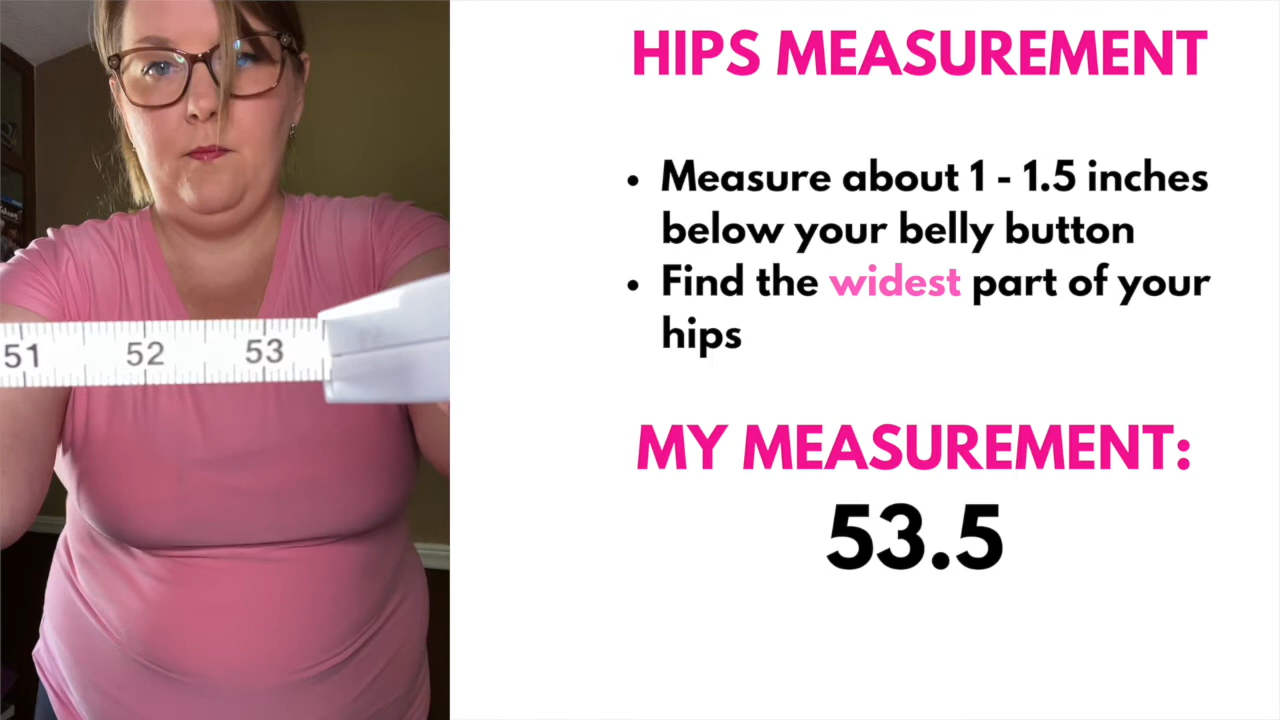 HIPS MEASUREMENT
• Measure about 1 - 1.5 inches
below your belly button
• Find the widest part of your
hips
51 52 53
MY MEASUREMENT:
53.5